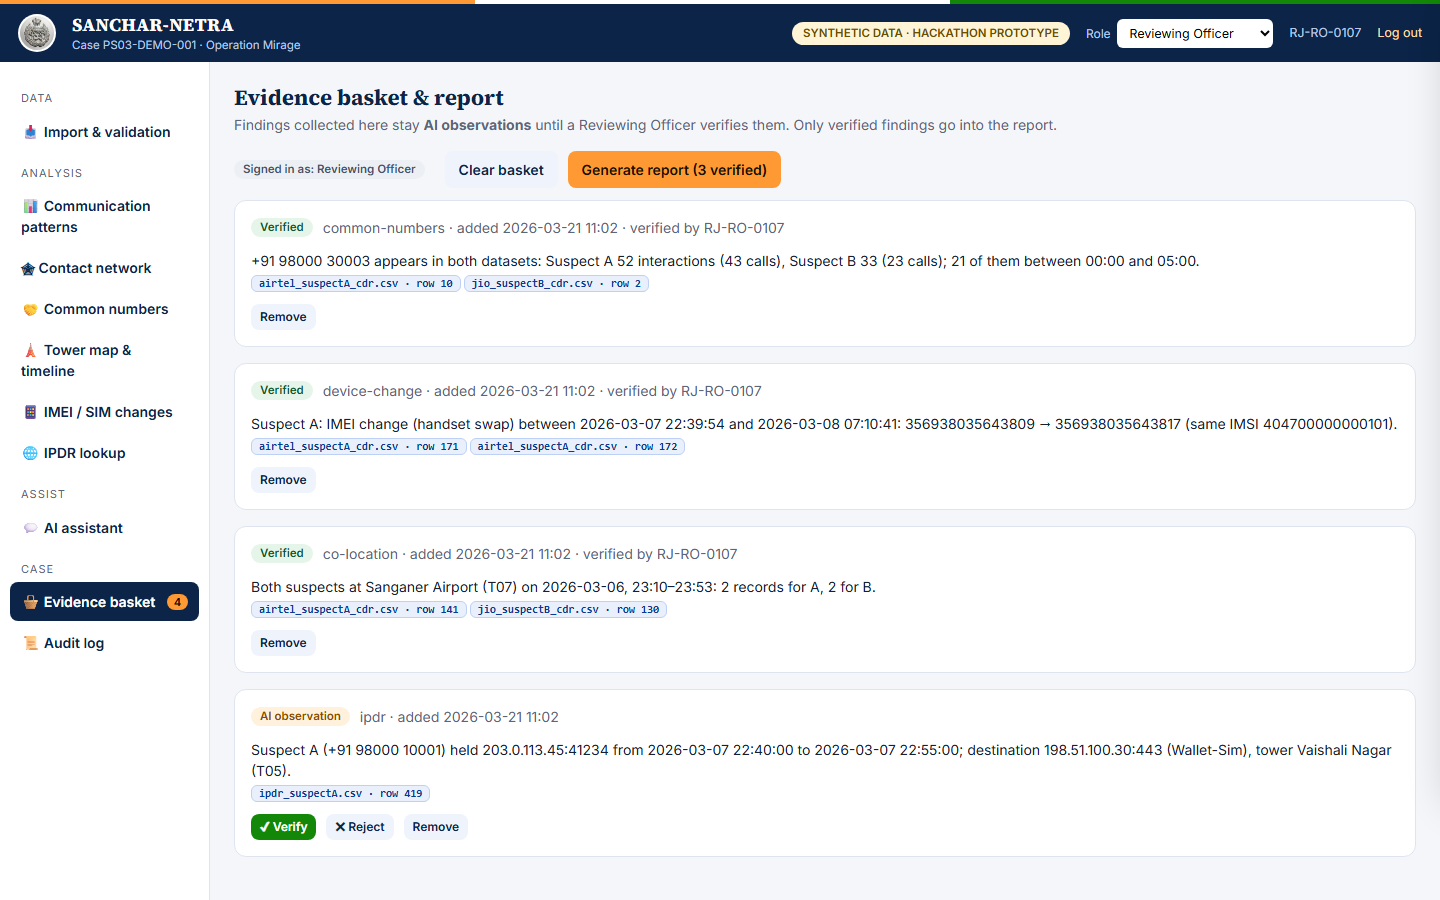 SANCHAR-NETRA
Case PS03-DEMO-001 · Operation Mirage
SYNTHETIC DATA · HACKATHON PROTOTYPE
Role
Reviewing Officer
RJ-RO-0107
Log out
DATA
Import & validation
ANALYSIS
Communication
patterns
Contact network
Common numbers
Tower map &
timeline
IMEI / SIM changes
IPDR lookup
ASSIST
AI assistant
CASE
Evidence basket 4
Audit log
Evidence basket & report
Findings collected here stay AI observations until a Reviewing Officer verifies them. Only verified findings go into the report.
Signed in as: Reviewing Officer
Clear basket
Generate report (3 verified)
Verified common-numbers · added 2026-03-21 11:02 · verified by RJ-RO-0107
+91 98000 30003 appears in both datasets: Suspect A 52 interactions (43 calls), Suspect B 33 (23 calls); 21 of them between 00:00 and 05:00.
airtel_suspectA_cdr.csv · row 10 jio_suspectB_cdr.csv · row 2
Remove
Verified device-change · added 2026-03-21 11:02 · verified by RJ-RO-0107
Suspect A: IMEI change (handset swap) between 2026-03-07 22:39:54 and 2026-03-08 07:10:41: 356938035643809 → 356938035643817 (same IMSI 404700000000101).
airtel_suspectA_cdr.csv · row 171 airtel_suspectA_cdr.csv · row 172
Remove
Verified co-location · added 2026-03-21 11:02 · verified by RJ-RO-0107
Both suspects at Sanganer Airport (T07) on 2026-03-06, 23:10–23:53: 2 records for A, 2 for B.
airtel_suspectA_cdr.csv · row 141 jio_suspectB_cdr.csv · row 130
Remove
AI observation ipdr · added 2026-03-21 11:02
Suspect A (+91 98000 10001) held 203.0.113.45:41234 from 2026-03-07 22:40:00 to 2026-03-07 22:55:00; destination 198.51.100.30:443 (Wallet-Sim), tower Vaishali Nagar
(T05).
ipdr_suspectA.csv · row 419
✓ Verify ✕ Reject Remove